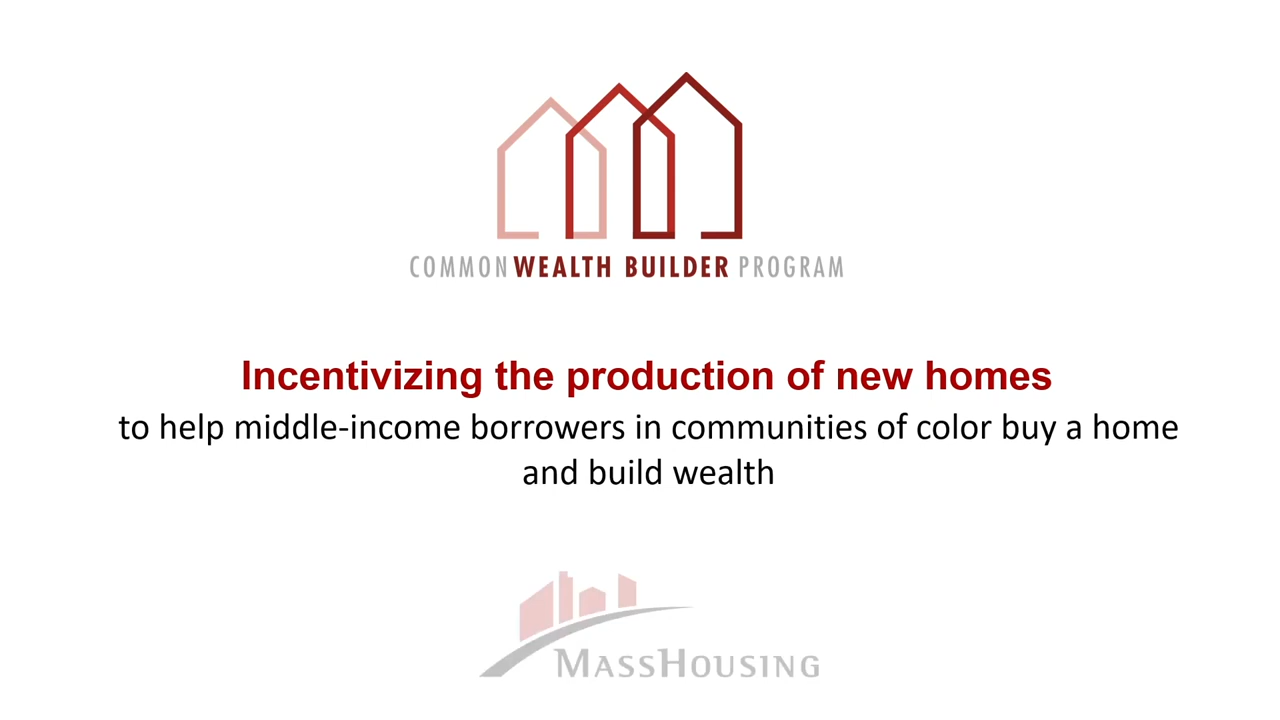 COMMONWEALTH BUILDER PROGRAM
Incentivizing the production of new homes
to help middle-income borrowers in communities of color buy a home
and build wealth
MASSHOUSING